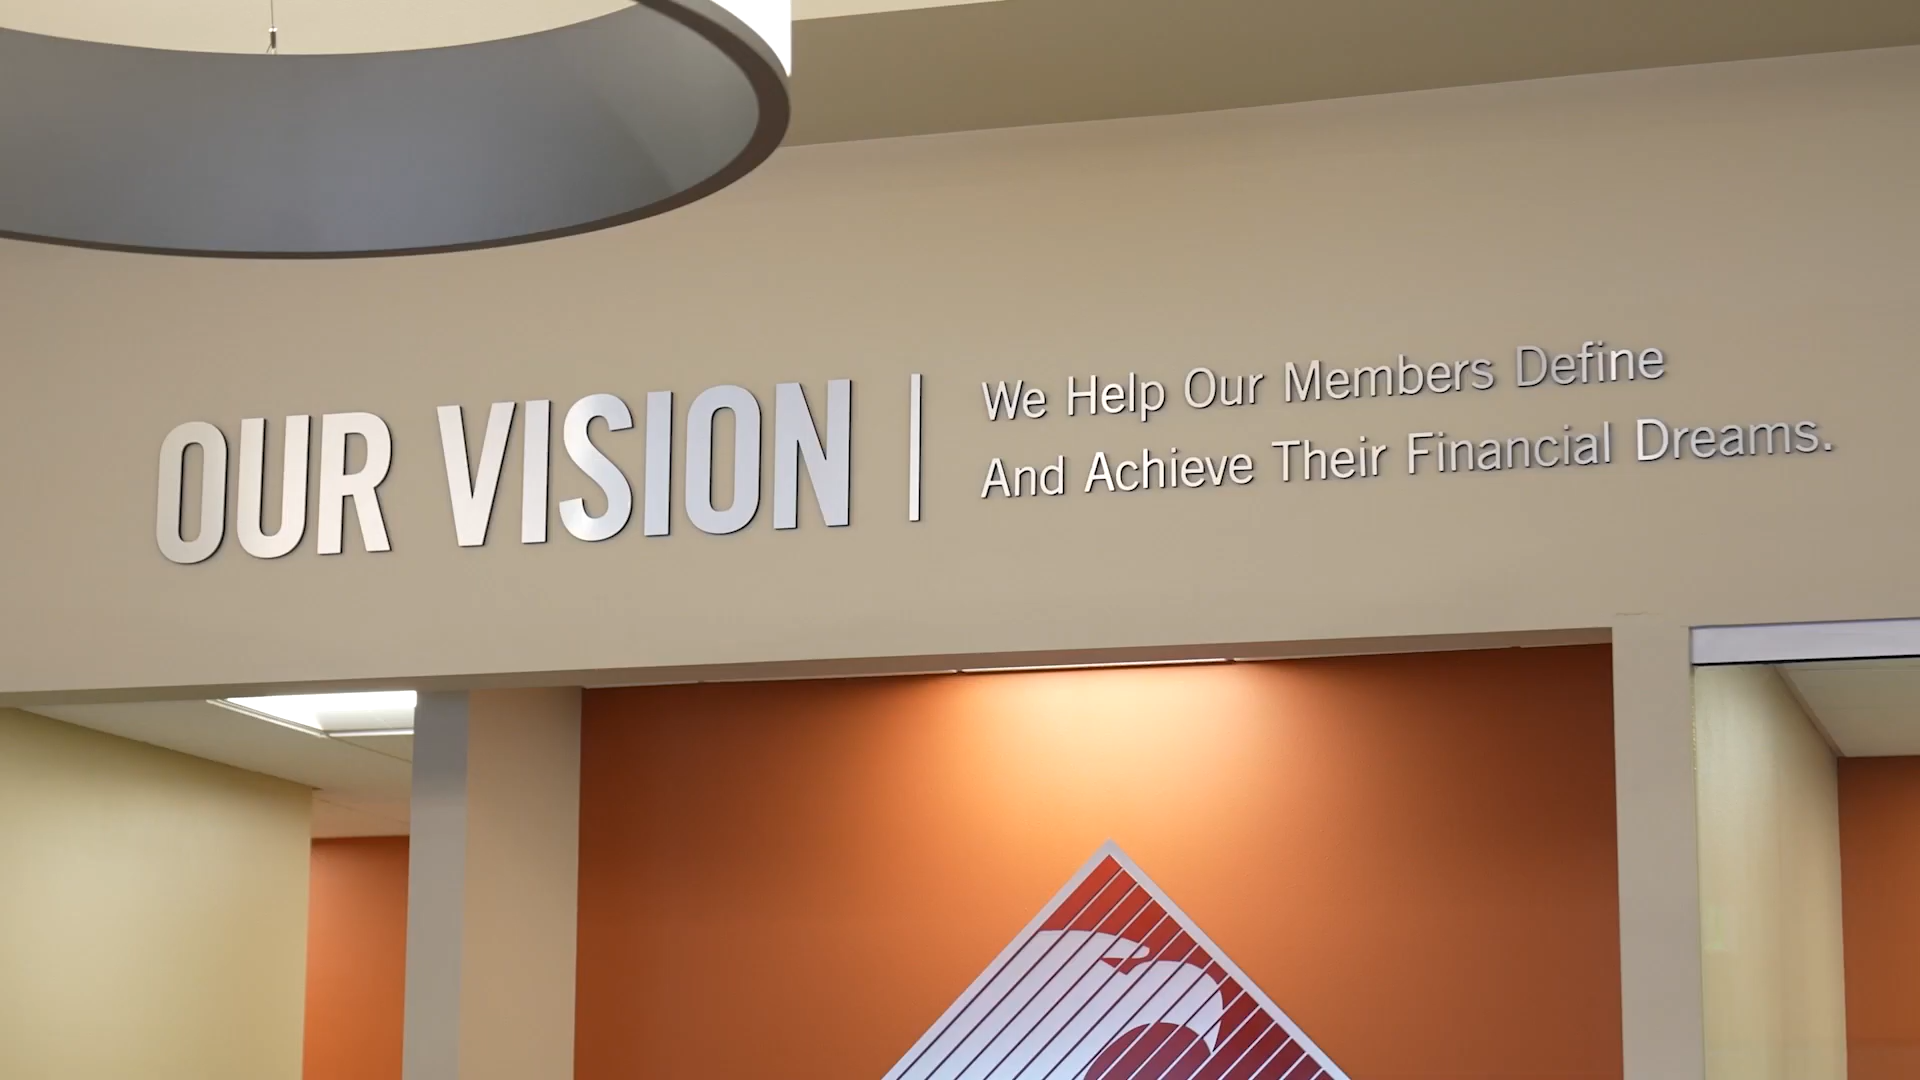 OUR VISION
We Help Our Members Define
And Achieve Their Financial Dreams.